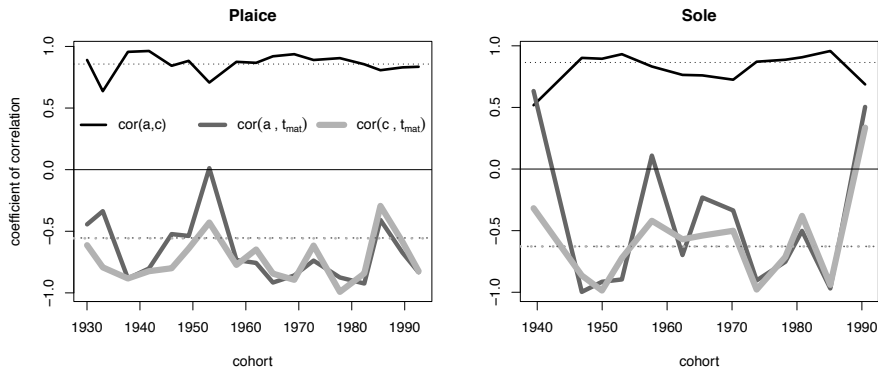 Plaice
coefficient of correlation
1.0
0.5
0.0
−0.5
−1.0
cor(a,c)
cor(a , tmat)
cor(c , tmat)
1930 1940 1950 1960 1970 1980 1990
cohort
Sole
1.0
0.5
0.0
−0.5
−1.0
1940 1950 1960 1970 1980 1990
cohort